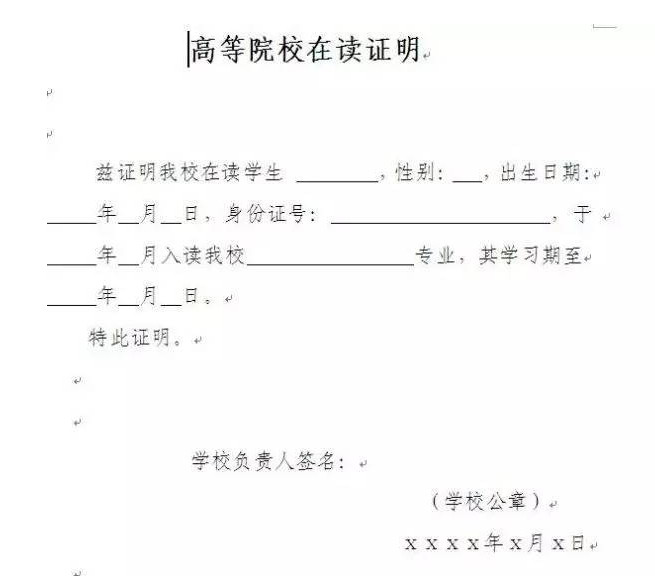 高等院校在读证明
兹证明我校在读学生 ________,性别：___,出生日期：
_____年__月__日，身份证号：______________________，于
_____年__月入读我校_________________专业，其学习期至
_____年__月__日。
特此证明。
学校负责人签名：
（学校公章）
xxxx年x月x日